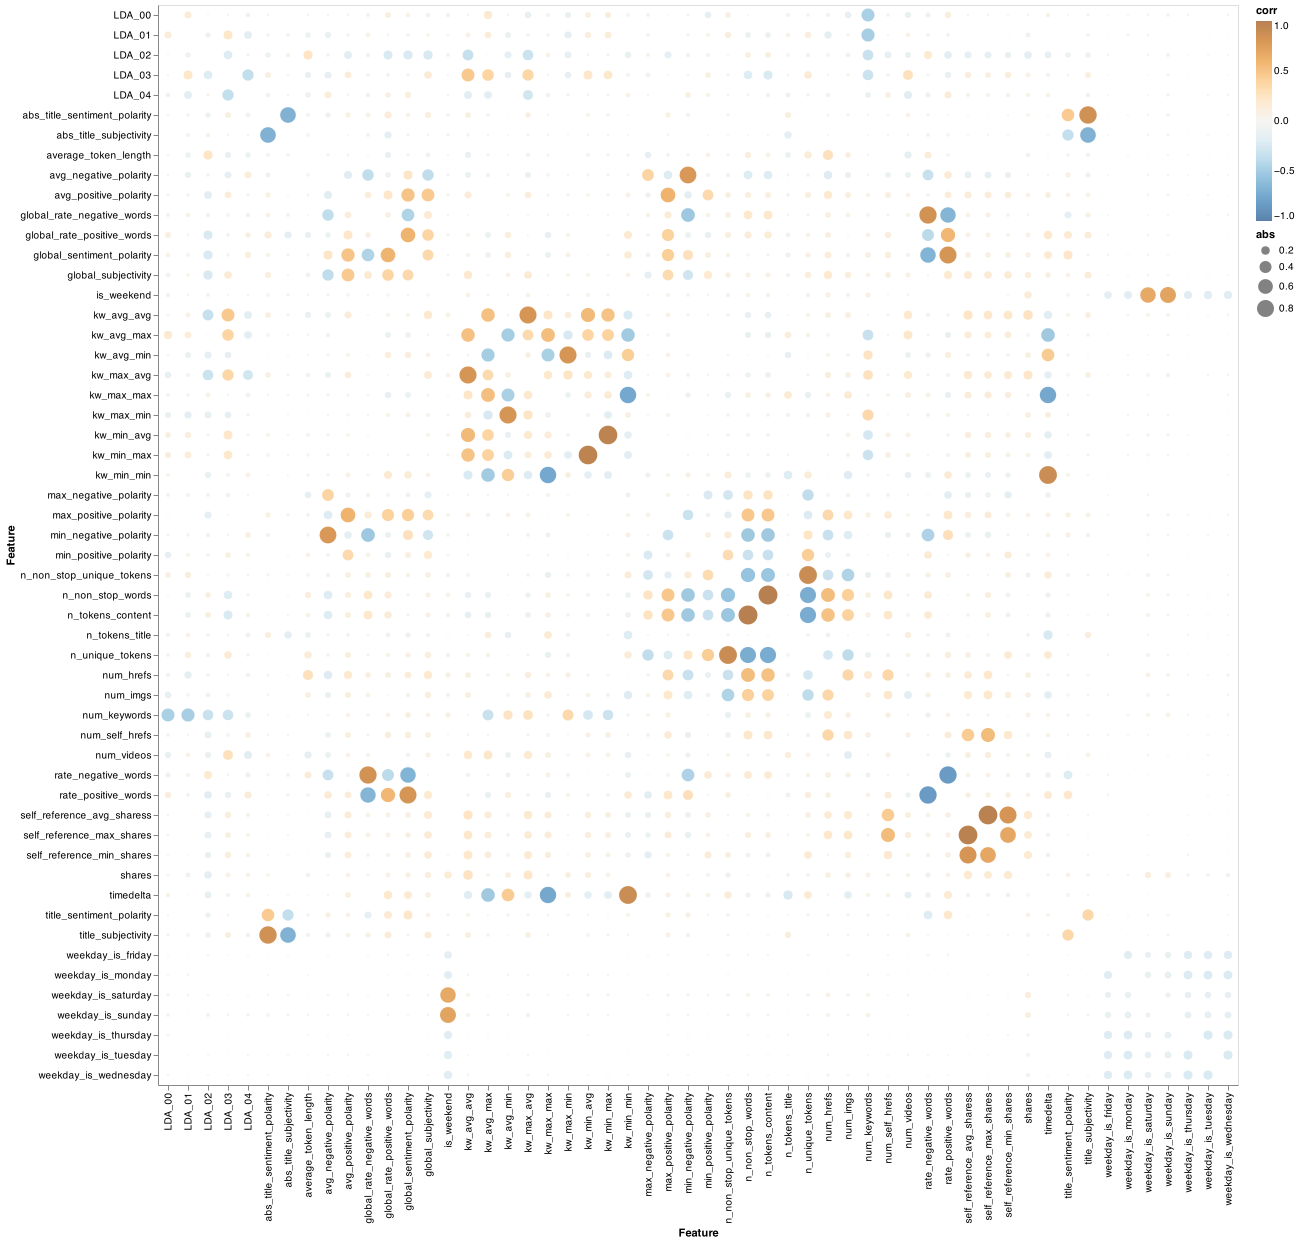 LDA_00
LDA_01
LDA_02
LDA_03
LDA_04
abs_title_sentiment_polarity
abs_title_subjectivity
average_token_length
avg_negative_polarity
avg_positive_polarity
global_rate_negative_words
global_rate_positive_words
global_sentiment_polarity
global_subjectivity
is_weekend
kw_avg_avg
kw_avg_max
kw_avg_min
kw_max_avg
kw_max_max
kw_max_min
kw_min_avg
kw_min_max
kw_min_min
max_negative_polarity
max_positive_polarity
min_negative_polarity
min_positive_polarity
n_non_stop_unique_tokens
n_non_stop_words
n_tokens_content
n_tokens_title
n_unique_tokens
num_hrefs
num_imgs
num_keywords
num_self_hrefs
num_videos
rate_negative_words
rate_positive_words
self_reference_avg_sharess
self_reference_max_shares
self_reference_min_shares
shares
timedelta
title_sentiment_polarity
title_subjectivity
weekday_is_friday
weekday_is_monday
weekday_is_saturday
weekday_is_sunday
weekday_is_thursday
weekday_is_tuesday
weekday_is_wednesday
Feature
LDA_00
LDA_01
LDA_02
LDA_03
LDA_04
abs_title_sentiment_polarity
abs_title_subjectivity
average_token_length
avg_negative_polarity
avg_positive_polarity
global_rate_negative_words
global_rate_positive_words
global_sentiment_polarity
global_subjectivity
is_weekend
kw_avg_avg
kw_avg_max
kw_avg_min
kw_max_avg
kw_max_max
kw_max_min
kw_min_avg
kw_min_max
kw_min_min
max_negative_polarity
max_positive_polarity
min_negative_polarity
min_positive_polarity
n_non_stop_unique_tokens
n_non_stop_words
n_tokens_content
n_tokens_title
n_unique_tokens
num_hrefs
num_imgs
num_keywords
num_self_hrefs
num_videos
rate_negative_words
rate_positive_words
self_reference_avg_sharess
self_reference_max_shares
self_reference_min_shares
shares
timedelta
title_sentiment_polarity
title_subjectivity
weekday_is_friday
weekday_is_monday
weekday_is_saturday
weekday_is_sunday
weekday_is_thursday
weekday_is_tuesday
weekday_is_wednesday
Feature
corr
1.0
0.5
0.0
−0.5
−1.0
abs
0.2
0.4
0.6
0.8